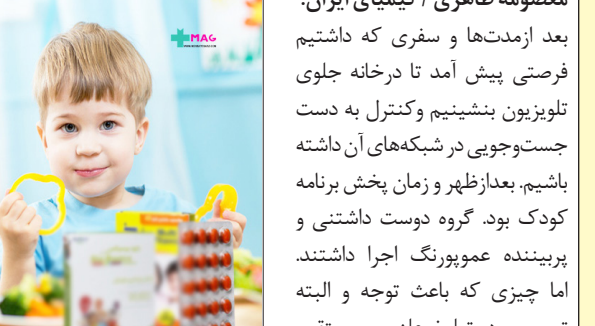 معصومه طاهری / کیمیای ایران:
بعد ازمدت‌ها و سفری که داشتیم
فرصتی پیش آمد تا درخانه جلوی
تلویزیون بنشینیم وکنترل به دست
جست‌وجویی در شبکه‌های آن داشته
باشیم. بعدازظهر و زمان پخش برنامه
کودک بود. گروه دوست داشتنی و
پربیننده عموپورنگ اجرا داشتند.
اما چیزی که باعث توجه و البته
MAG